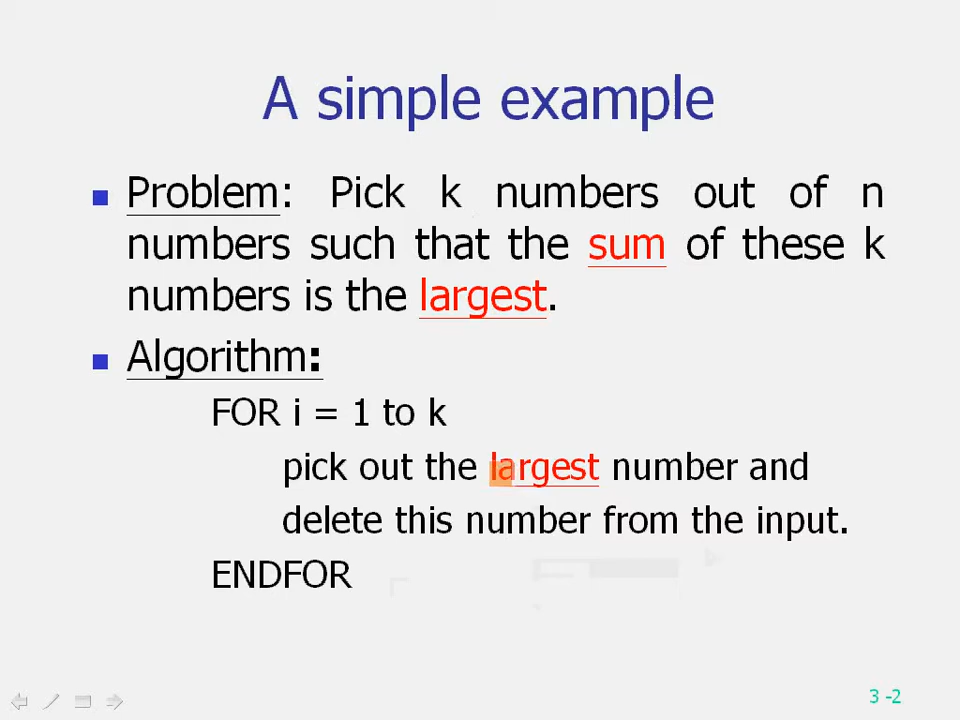 A simple example
Problem: Pick k numbers out of n
numbers such that the sum of these k
numbers is the largest.
Algorithm:
FOR i = 1 to k
pick out the largest number and
delete this number from the input.
ENDFOR
3 -2